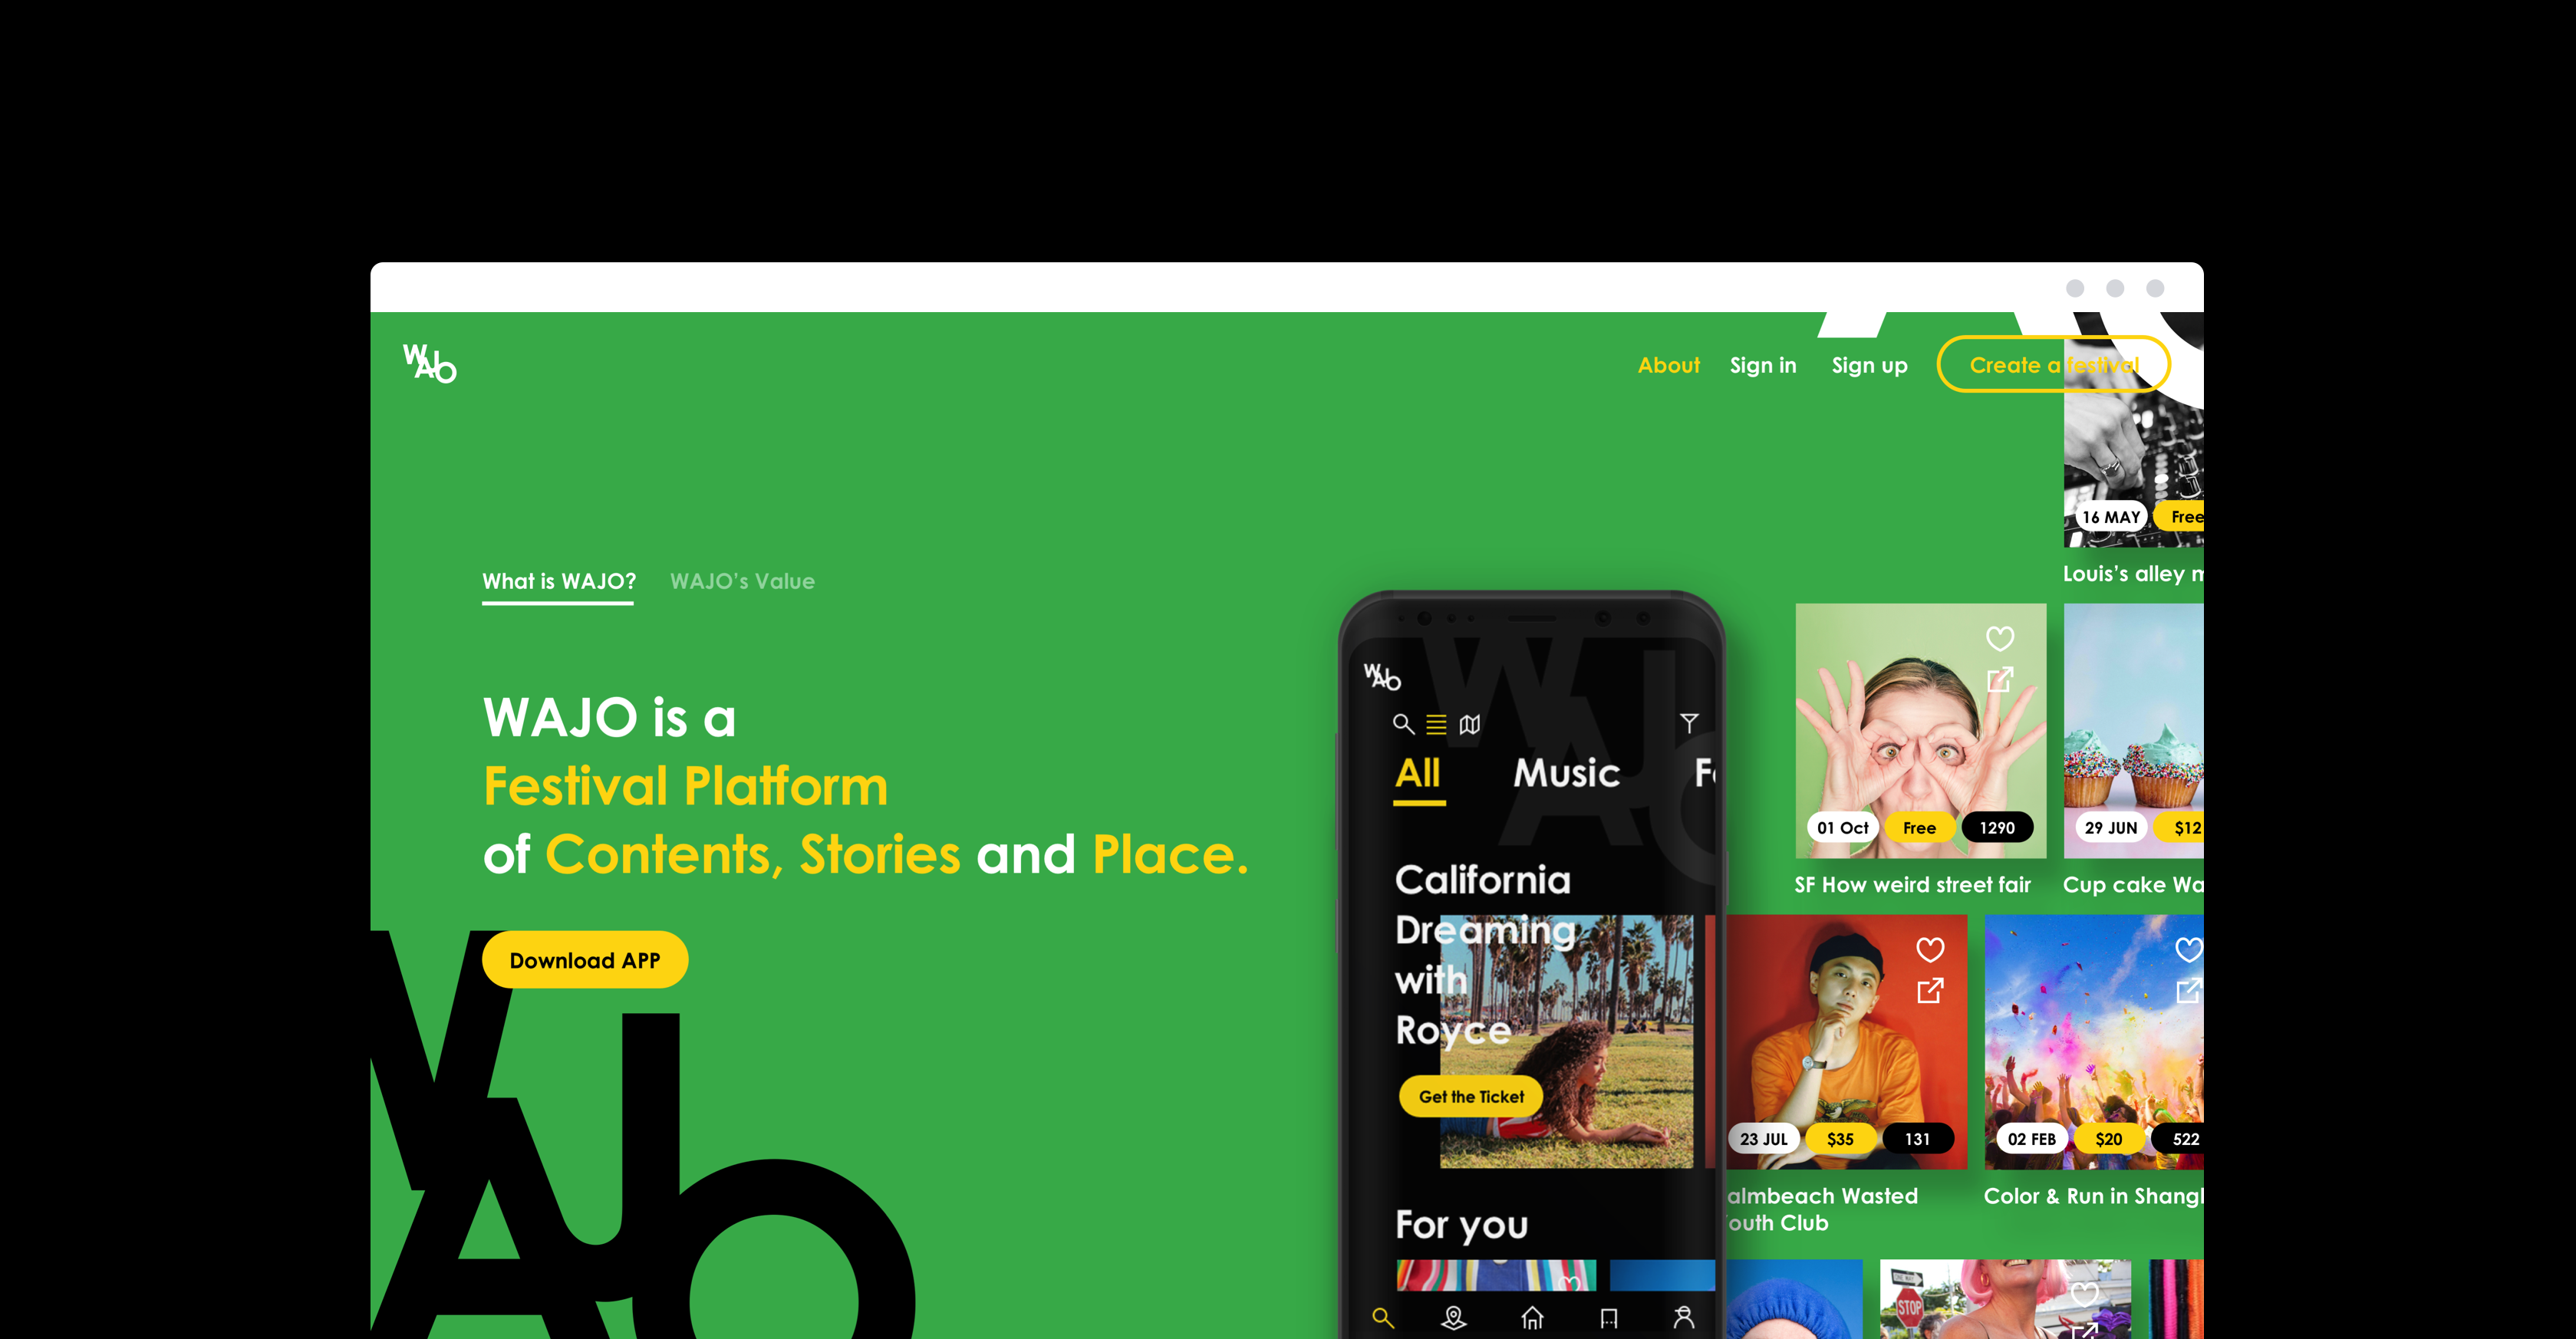 WAJO
About Sign in Sign up Create a festival
What is WAJO? WAJO's Value
WAJO is a
Festival Platform
of Contents, Stories and Place.
Download APP
WAJO
WAJO
All Music
California
Dreaming
with
Royce
Get the Ticket
For you
16 MAY Free
Louis's alley
01 Oct Free 1290
SF How weird street fair
29 JUN $12
Cup cake
23 JUL $35 131
almbeach Wasted
outh Club
02 FEB $20 522
Color & Run in
STOP